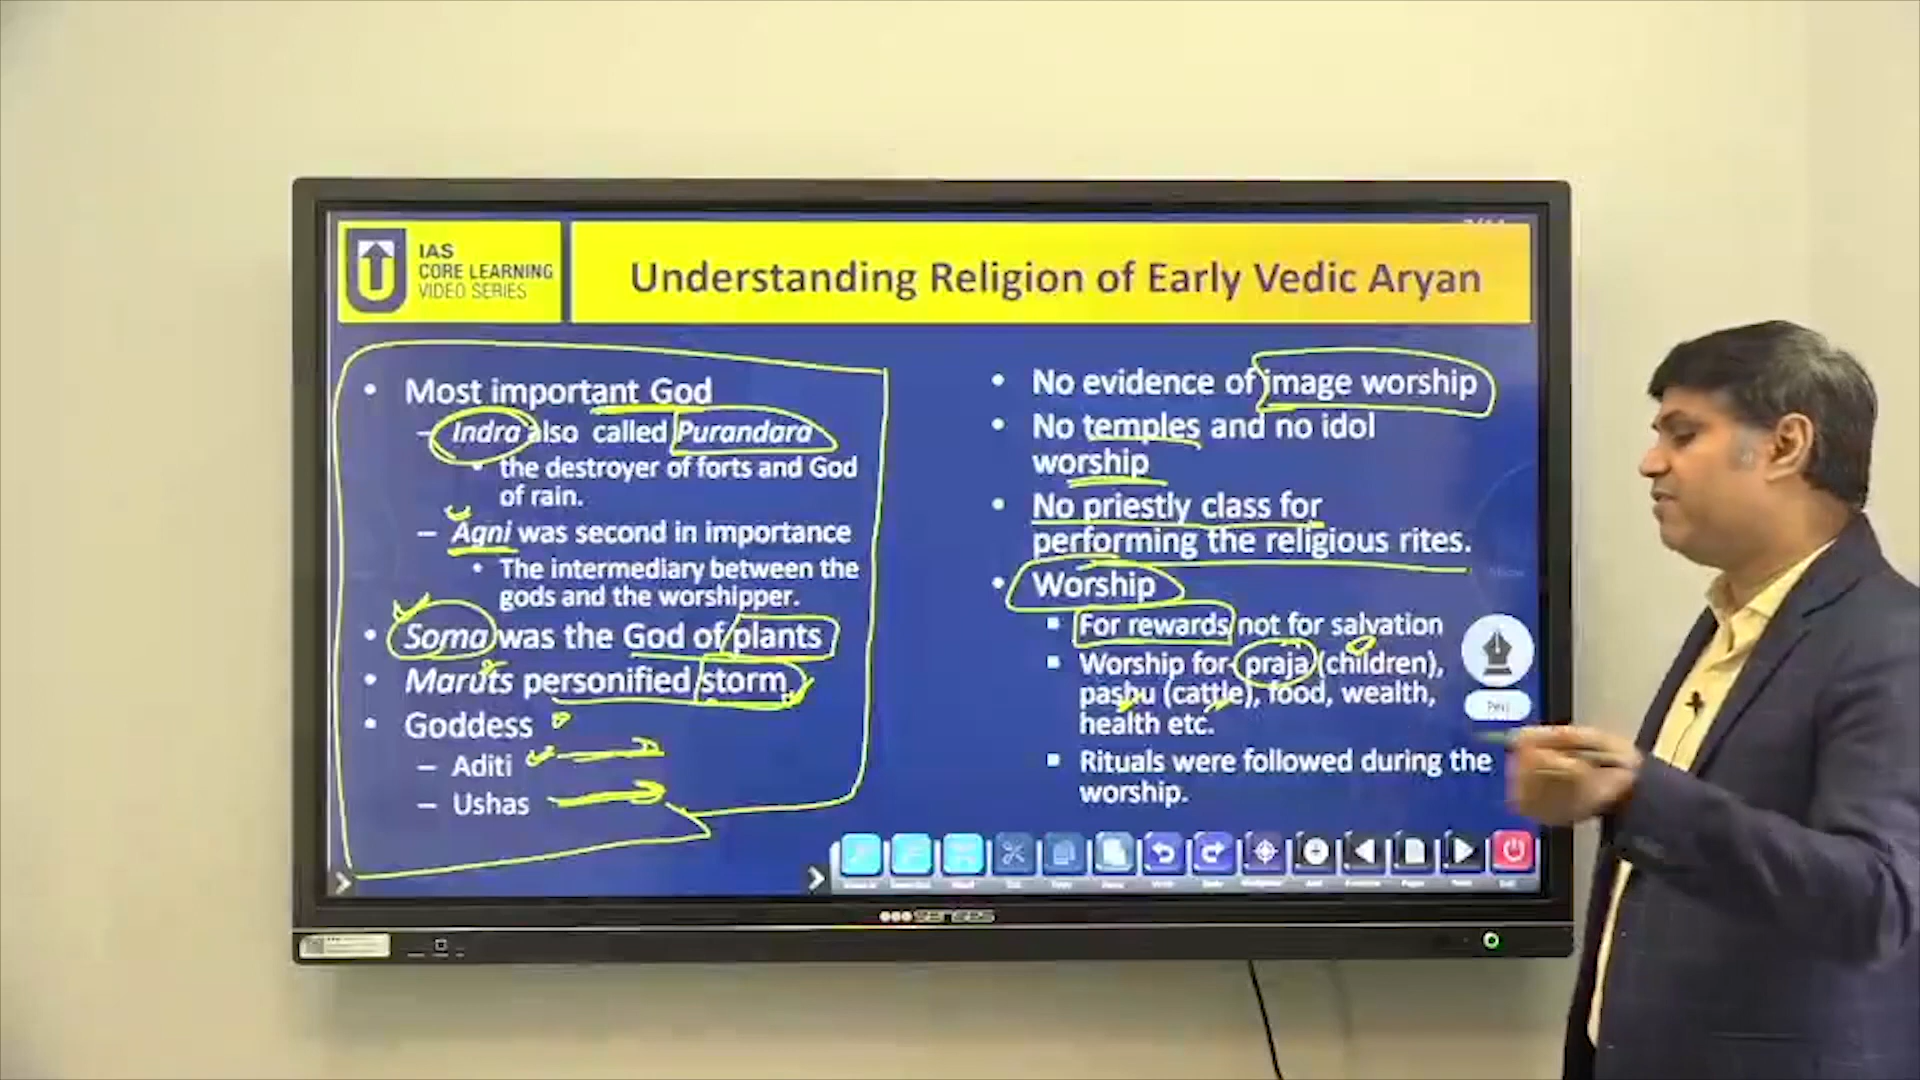 IAS
CORE LEARNING
VIDEO SERIES
Understanding Religion of Early Vedic Aryan
• Most important God
– Indra also called Purandara
• the destroyer of forts and God
of rain.
– Agni was second in importance
• The intermediary between the
gods and the worshipper.
• Soma was the God of plants
• Maruts personified storm.
• Goddess
– Aditi
– Ushas
• No evidence of image worship
• No temples and no idol
worship
• No priestly class for
performing the religious rites.
• Worship
▪ For rewards not for salvation
▪ Worship for- praja (children),
pashu (cattle), food, wealth,
health etc.
▪ Rituals were followed during the
worship.
Pen